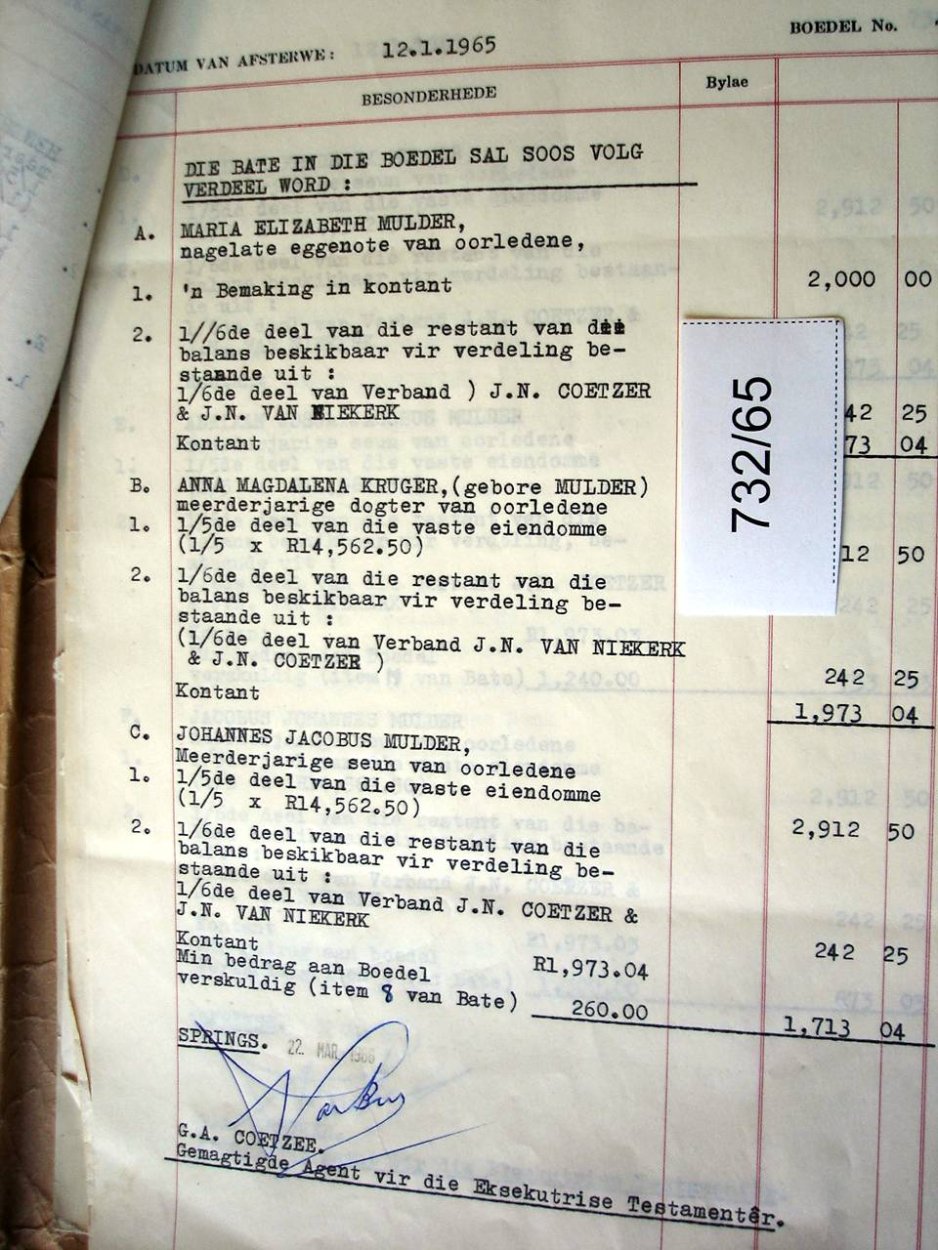 DATUM VAN AFSTERWE: 12.1.1965 BOEDEL No.
BESONDERHEDE Bylae
DIE BATE IN DIE BOEDEL SAL SOOS VOLG
VERDEEL WORD :
A. MARIA ELIZABETH MULDER,
nagelate eggenote van oorledene,
1. 'n Bemaking in kontant 2,000 00
2. 1//6de deel van die restant van die
balans beskikbaar vir verdeling be-
staande uit :
1/6de deel van Verband ) J.N. COETZER
& J.N. VAN NIEKERK 42 25
Kontant 73 04
732/65
B. ANNA MAGDALENA KRUGER,(gebore MULDER)
meerderjarige dogter van oorledene
1. 1/5de deel van die vaste eiendomme
(1/5 x R14,562.50) 12 50
2. 1/6de deel van die restant van die
balans beskikbaar vir verdeling be-
staande uit :
(1/6de deel van Verband J.N. VAN NIEKERK
& J.N. COETZER ) 242 25
Kontant 1,973 04
C. JOHANNES JACOBUS MULDER,
Meerderjarige seun van oorledene
1. 1/5de deel van die vaste eiendomme
(1/5 x R14,562.50) 2,912 50
2. 1/6de deel van die restant van die
balans beskikbaar vir verdeling be-
staande uit :
1/6de deel van Verband J.N. COETZER &
J.N. VAN NIEKERK 242 25
Kontant R1,973.04
Min bedrag aan Boedel
verskuldig (item 8 van Bate) 260.00 1,713 04
SPRINGS. 22 MAR
G.A. COETZEE.
Gemagtigde Agent vir die Eksekutrise Testamentêr.